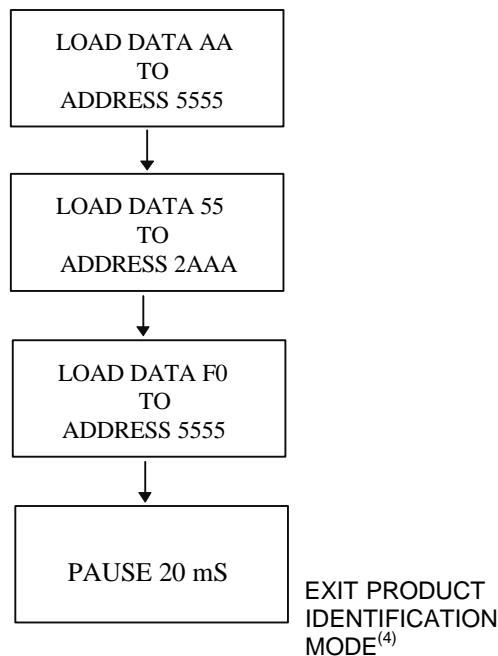 LOAD DATA AA
TO
ADDRESS 5555
LOAD DATA 55
TO
ADDRESS 2AAA
LOAD DATA F0
TO
ADDRESS 5555
PAUSE 20 mS
EXIT PRODUCT
IDENTIFICATION
MODE(4)